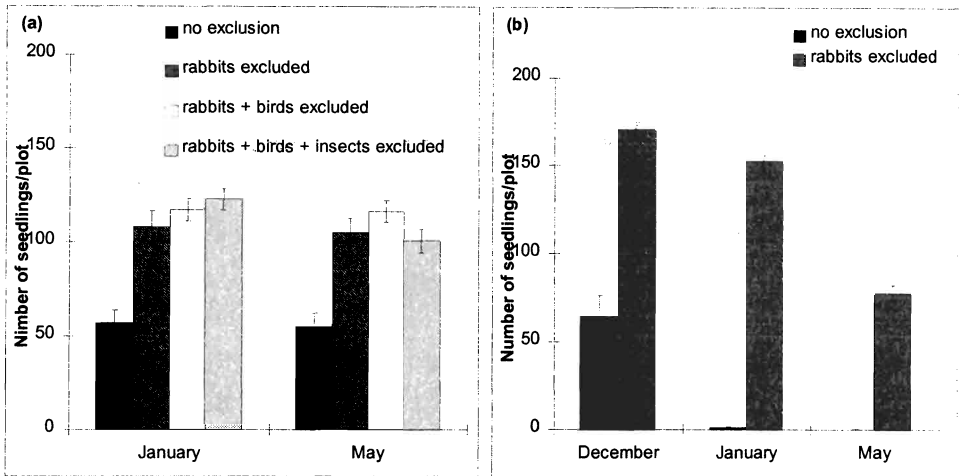 (a)
no exclusion
rabbits excluded
rabbits + birds excluded
rabbits + birds + insects excluded
Nimber of seedlings/plot
200
150
100
50
0
January
May
(b)
no exclusion
rabbits excluded
Number of seedlings/plot
200
150
100
50
0
December
January
May